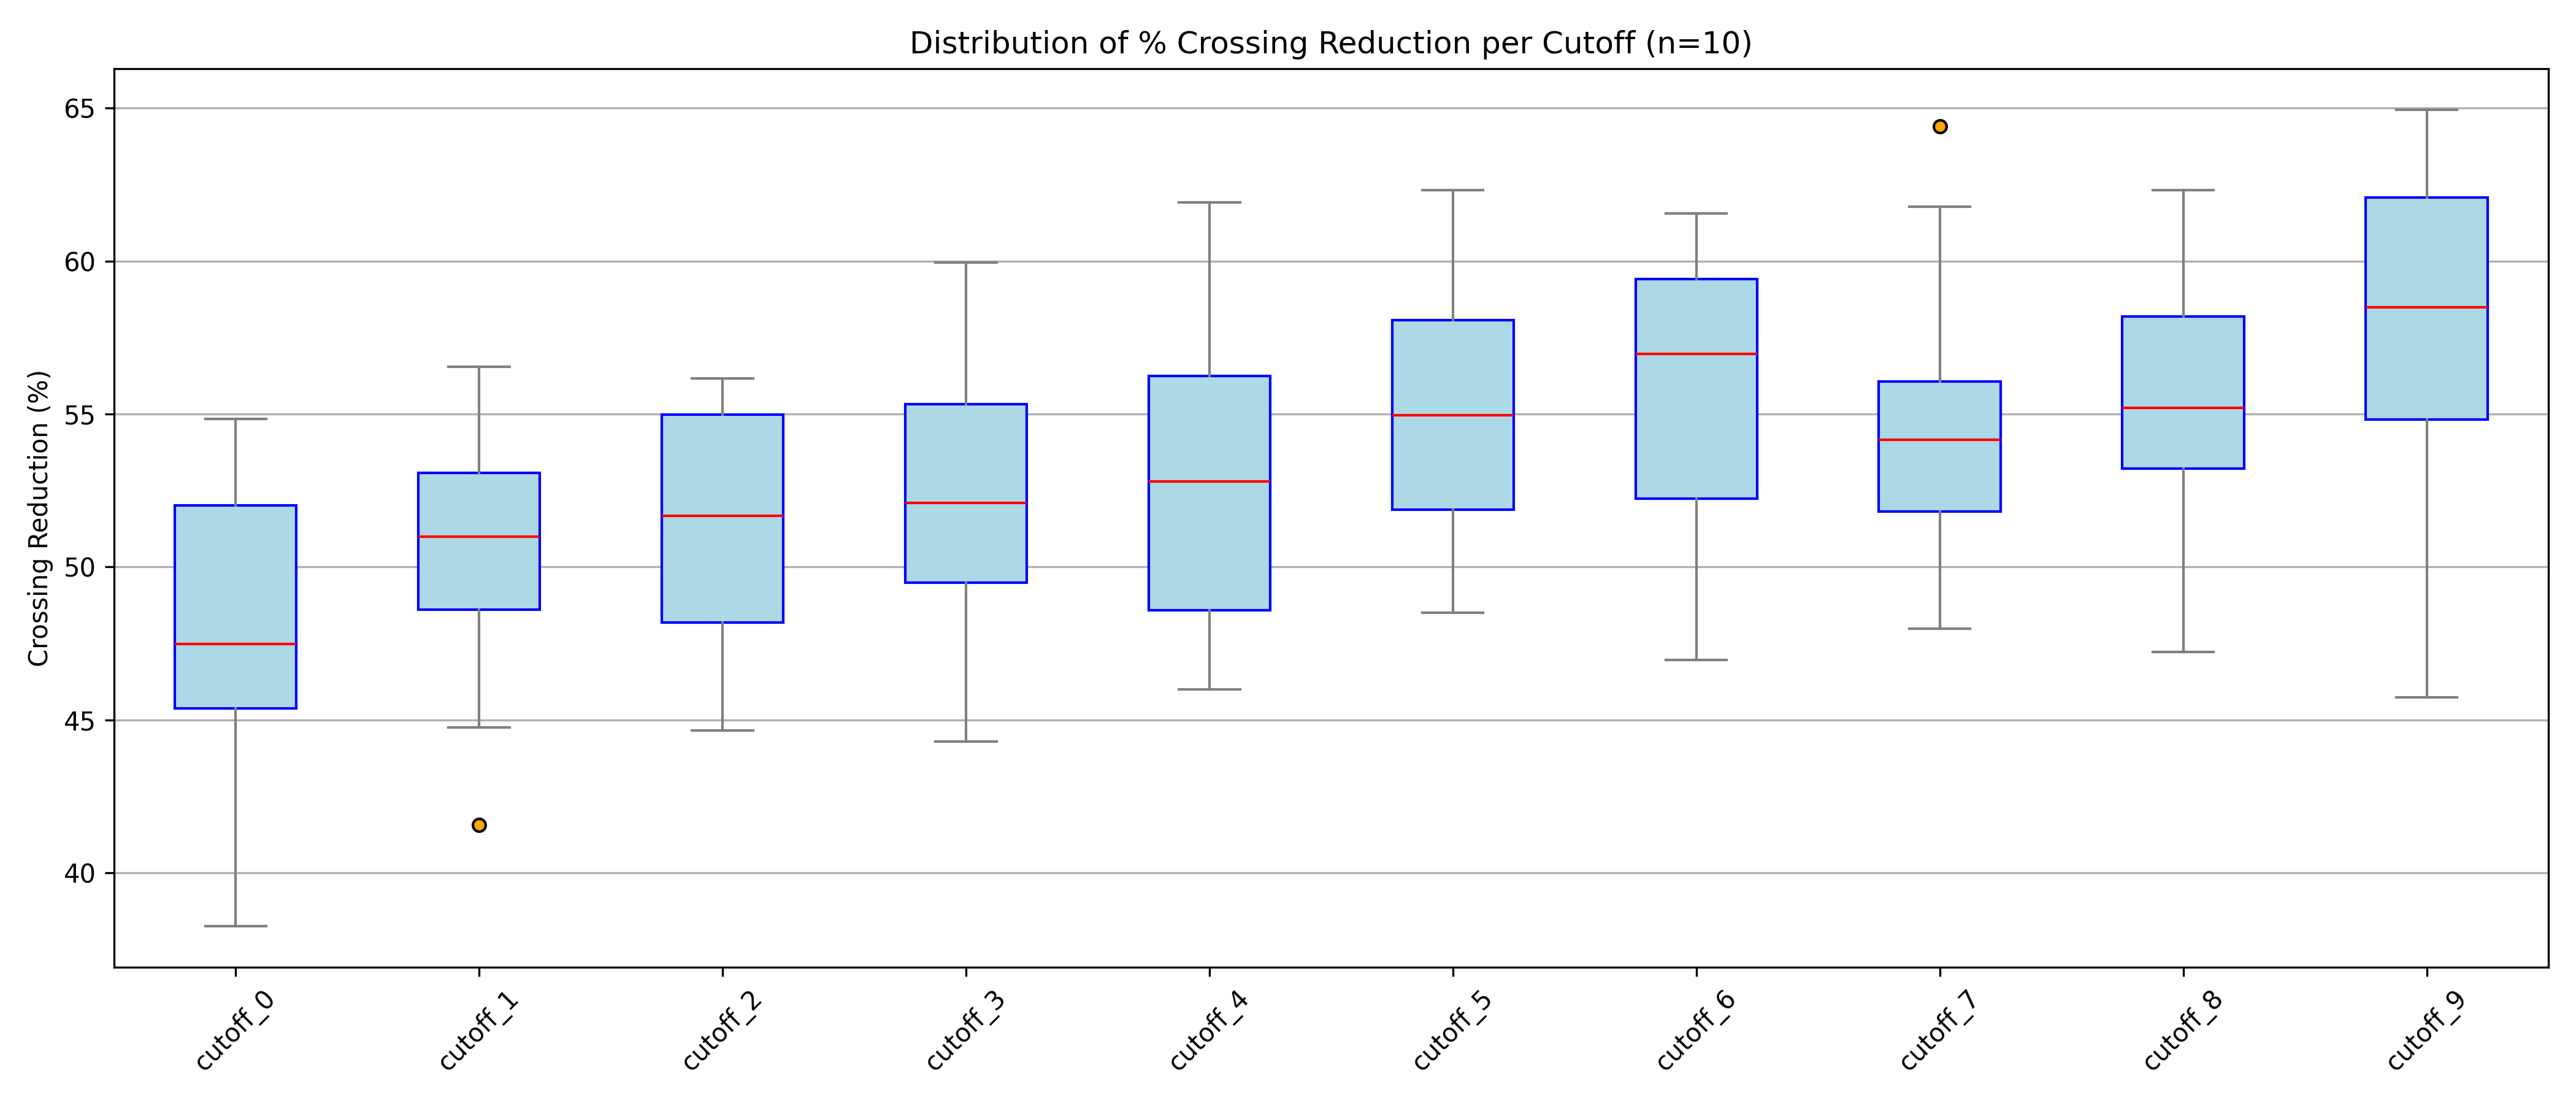 Distribution of % Crossing Reduction per Cutoff (n=10)
Crossing Reduction (%)
65
60
55
50
45
40
cutoff_0
cutoff_1
cutoff_2
cutoff_3
cutoff_4
cutoff_5
cutoff_6
cutoff_7
cutoff_8
cutoff_9